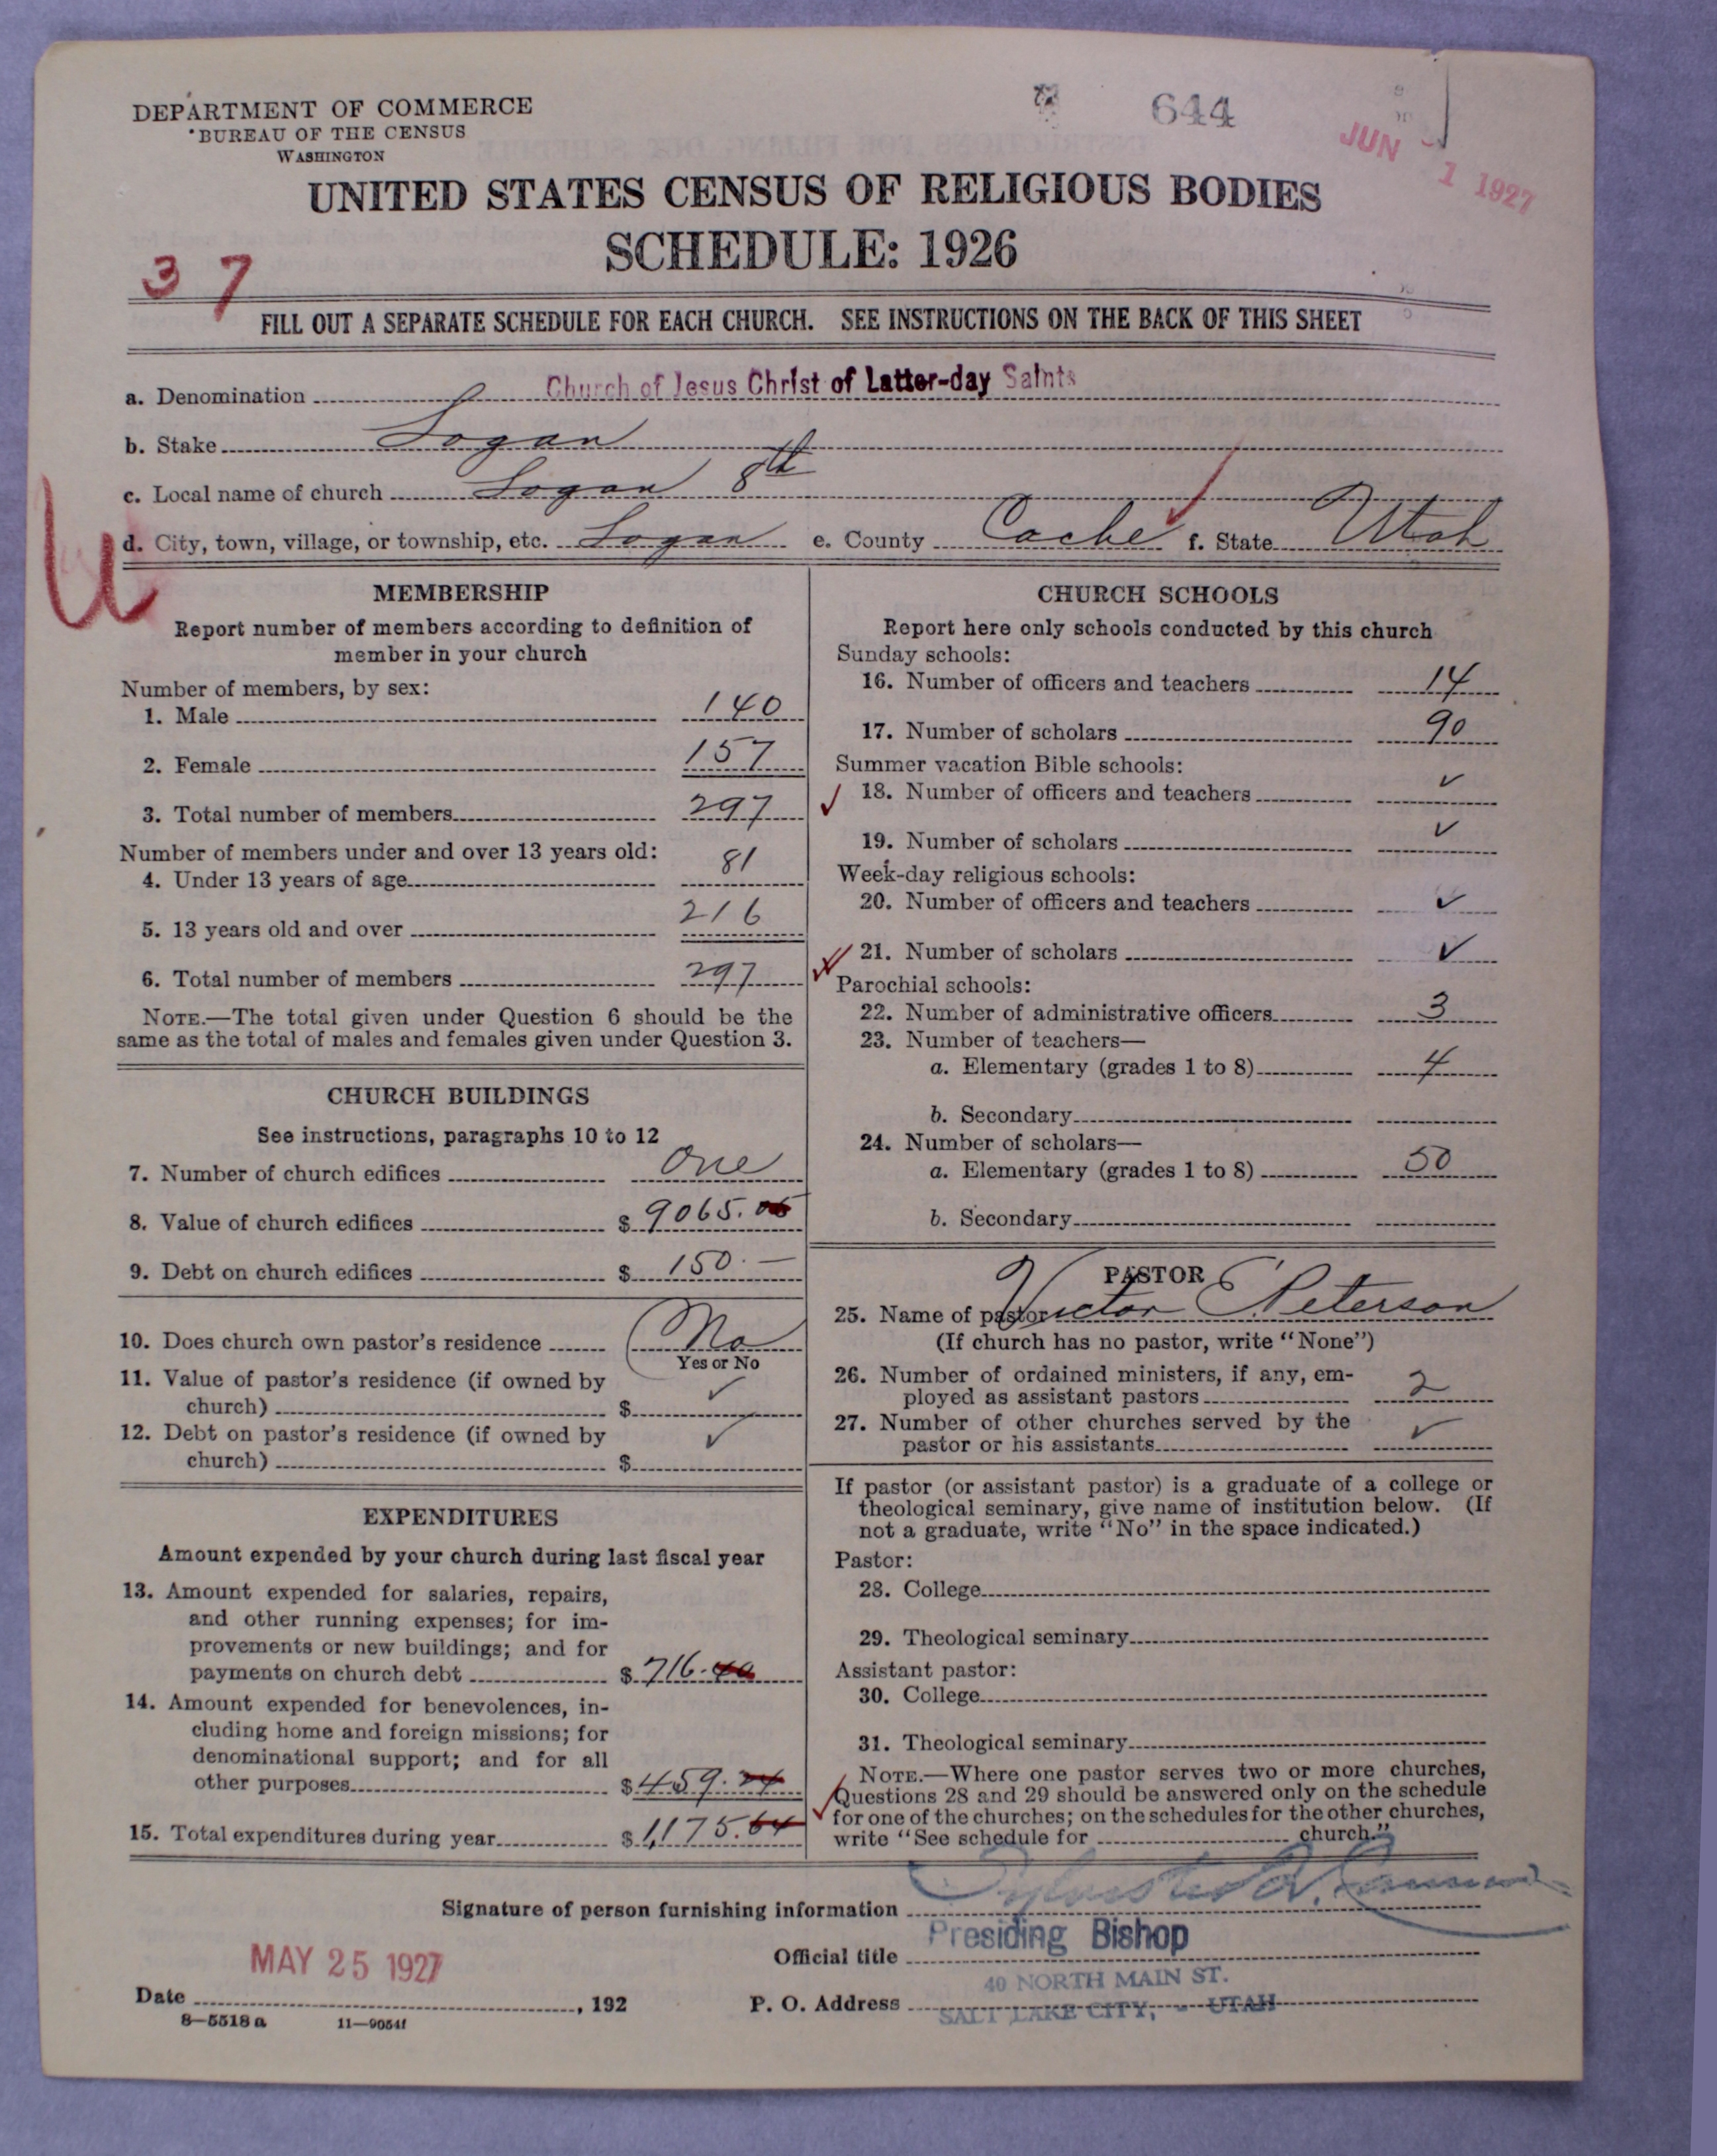 DEPARTMENT OF COMMERCE
BUREAU OF THE CENSUS
WASHINGTON
644
JUN 1 1927
UNITED STATES CENSUS OF RELIGIOUS BODIES
SCHEDULE: 1926
37
FILL OUT A SEPARATE SCHEDULE FOR EACH CHURCH. SEE INSTRUCTIONS ON THE BACK OF THIS SHEET
a. Denomination Church of Jesus Christ of Latter-day Saints
b. Stake Logan
c. Local name of church Logan 8th
d. City, town, village, or township, etc. Logan e. County Cache f. State Utah
U
MEMBERSHIP
Report number of members according to definition of
member in your church
Number of members, by sex:
1. Male 140
2. Female 157
3. Total number of members 297
Number of members under and over 13 years old:
4. Under 13 years of age 81
5. 13 years old and over 216
6. Total number of members 297
NOTE.—The total given under Question 6 should be the
same as the total of males and females given under Question 3.
CHURCH BUILDINGS
See instructions, paragraphs 10 to 12
7. Number of church edifices One
8. Value of church edifices $ 9065.
9. Debt on church edifices $ 150.—
10. Does church own pastor's residence No
Yes or No
11. Value of pastor's residence (if owned by
church) $ ✓
12. Debt on pastor's residence (if owned by
church) $ ✓
EXPENDITURES
Amount expended by your church during last fiscal year
13. Amount expended for salaries, repairs,
and other running expenses; for im-
provements or new buildings; and for
payments on church debt $ 716.40
14. Amount expended for benevolences, in-
cluding home and foreign missions; for
denominational support; and for all
other purposes $ 459.24
15. Total expenditures during year $ 1,175.64
CHURCH SCHOOLS
Report here only schools conducted by this church
Sunday schools:
16. Number of officers and teachers 14
17. Number of scholars 90
Summer vacation Bible schools:
18. Number of officers and teachers ✓
19. Number of scholars ✓
Week-day religious schools:
20. Number of officers and teachers ✓
21. Number of scholars ✓
Parochial schools:
22. Number of administrative officers 3
23. Number of teachers—
a. Elementary (grades 1 to 8) 4
b. Secondary
24. Number of scholars—
a. Elementary (grades 1 to 8) 50
b. Secondary
PASTOR
25. Name of pastor Victor E. Peterson
(If church has no pastor, write "None")
26. Number of ordained ministers, if any, em-
ployed as assistant pastors 2
27. Number of other churches served by the
pastor or his assistants ✓
If pastor (or assistant pastor) is a graduate of a college or
theological seminary, give name of institution below. (If
not a graduate, write "No" in the space indicated.)
Pastor:
28. College
29. Theological seminary
Assistant pastor:
30. College
31. Theological seminary
NOTE.—Where one pastor serves two or more churches,
Questions 28 and 29 should be answered only on the schedule
for one of the churches; on the schedules for the other churches,
write "See schedule for church."
Signature of person furnishing information Sylvester Q. Cannon
Official title Presiding Bishop
MAY 25 1927
Date , 192
P. O. Address 40 NORTH MAIN ST.
SALT LAKE CITY, - UTAH
8—5518 a 11—9054f